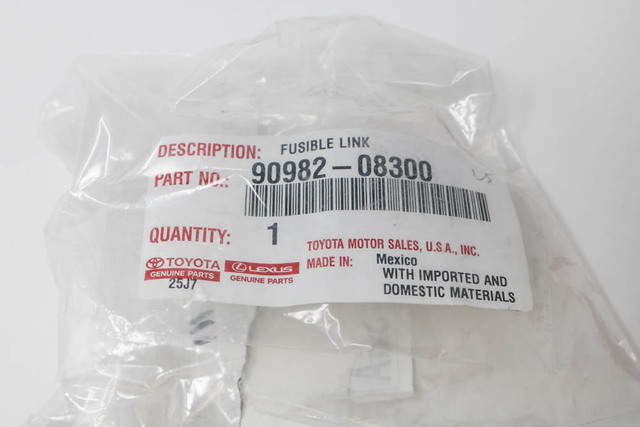 DESCRIPTION: FUSIBLE LINK
PART NO.: 90982-08300
QUANTITY: 1
TOYOTA MOTOR SALES, U.S.A., INC.
TOYOTA
GENUINE PARTS
LEXUS
GENUINE PARTS
25J7
MADE IN: Mexico
WITH IMPORTED AND
DOMESTIC MATERIALS